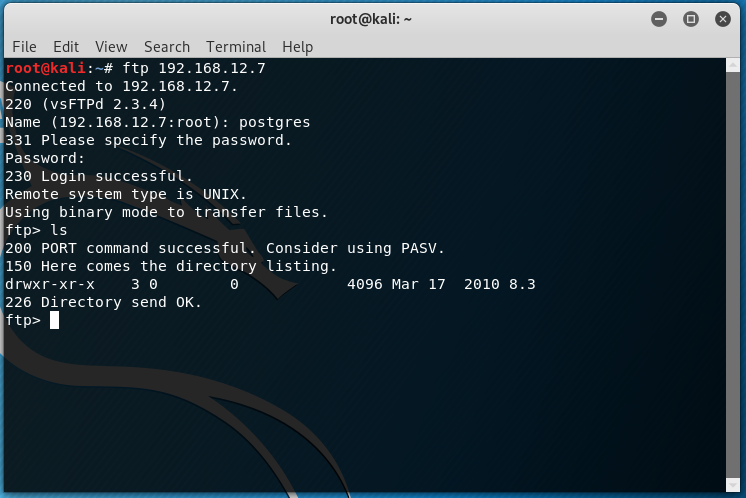 root@kali: ~
File Edit View Search Terminal Help
root@kali:~# ftp 192.168.12.7
Connected to 192.168.12.7.
220 (vsFTPd 2.3.4)
Name (192.168.12.7:root): postgres
331 Please specify the password.
Password:
230 Login successful.
Remote system type is UNIX.
Using binary mode to transfer files.
ftp> ls
200 PORT command successful. Consider using PASV.
150 Here comes the directory listing.
drwxr-xr-x    3 0        0            4096 Mar 17  2010 8.3
226 Directory send OK.
ftp>